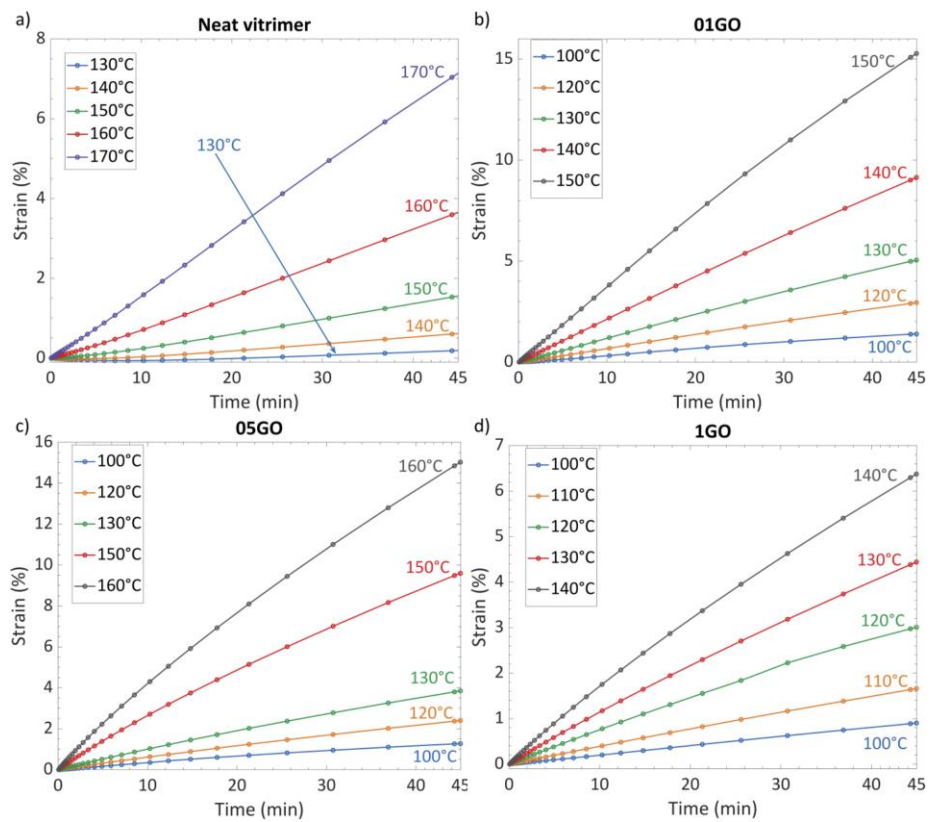 a)
Neat vitrimer
8
6
4
2
0
Strain (%)
130°C
140°C
150°C
160°C
170°C
170°C
130°C
160°C
150°C
140°C
0
10
20
30
40
45
Time (min)
b)
01GO
15
10
5
0
Strain (%)
100°C
120°C
130°C
140°C
150°C
150°C
140°C
130°C
120°C
100°C
0
10
20
30
40
45
Time (min)
c)
05GO
16
14
12
10
8
6
4
2
0
Strain (%)
100°C
120°C
130°C
150°C
160°C
160°C
150°C
130°C
120°C
100°C
0
10
20
30
40
45
Time (min)
d)
1GO
7
6
5
4
3
2
1
0
Strain (%)
100°C
110°C
120°C
130°C
140°C
140°C
130°C
120°C
110°C
100°C
0
10
20
30
40
45
Time (min)